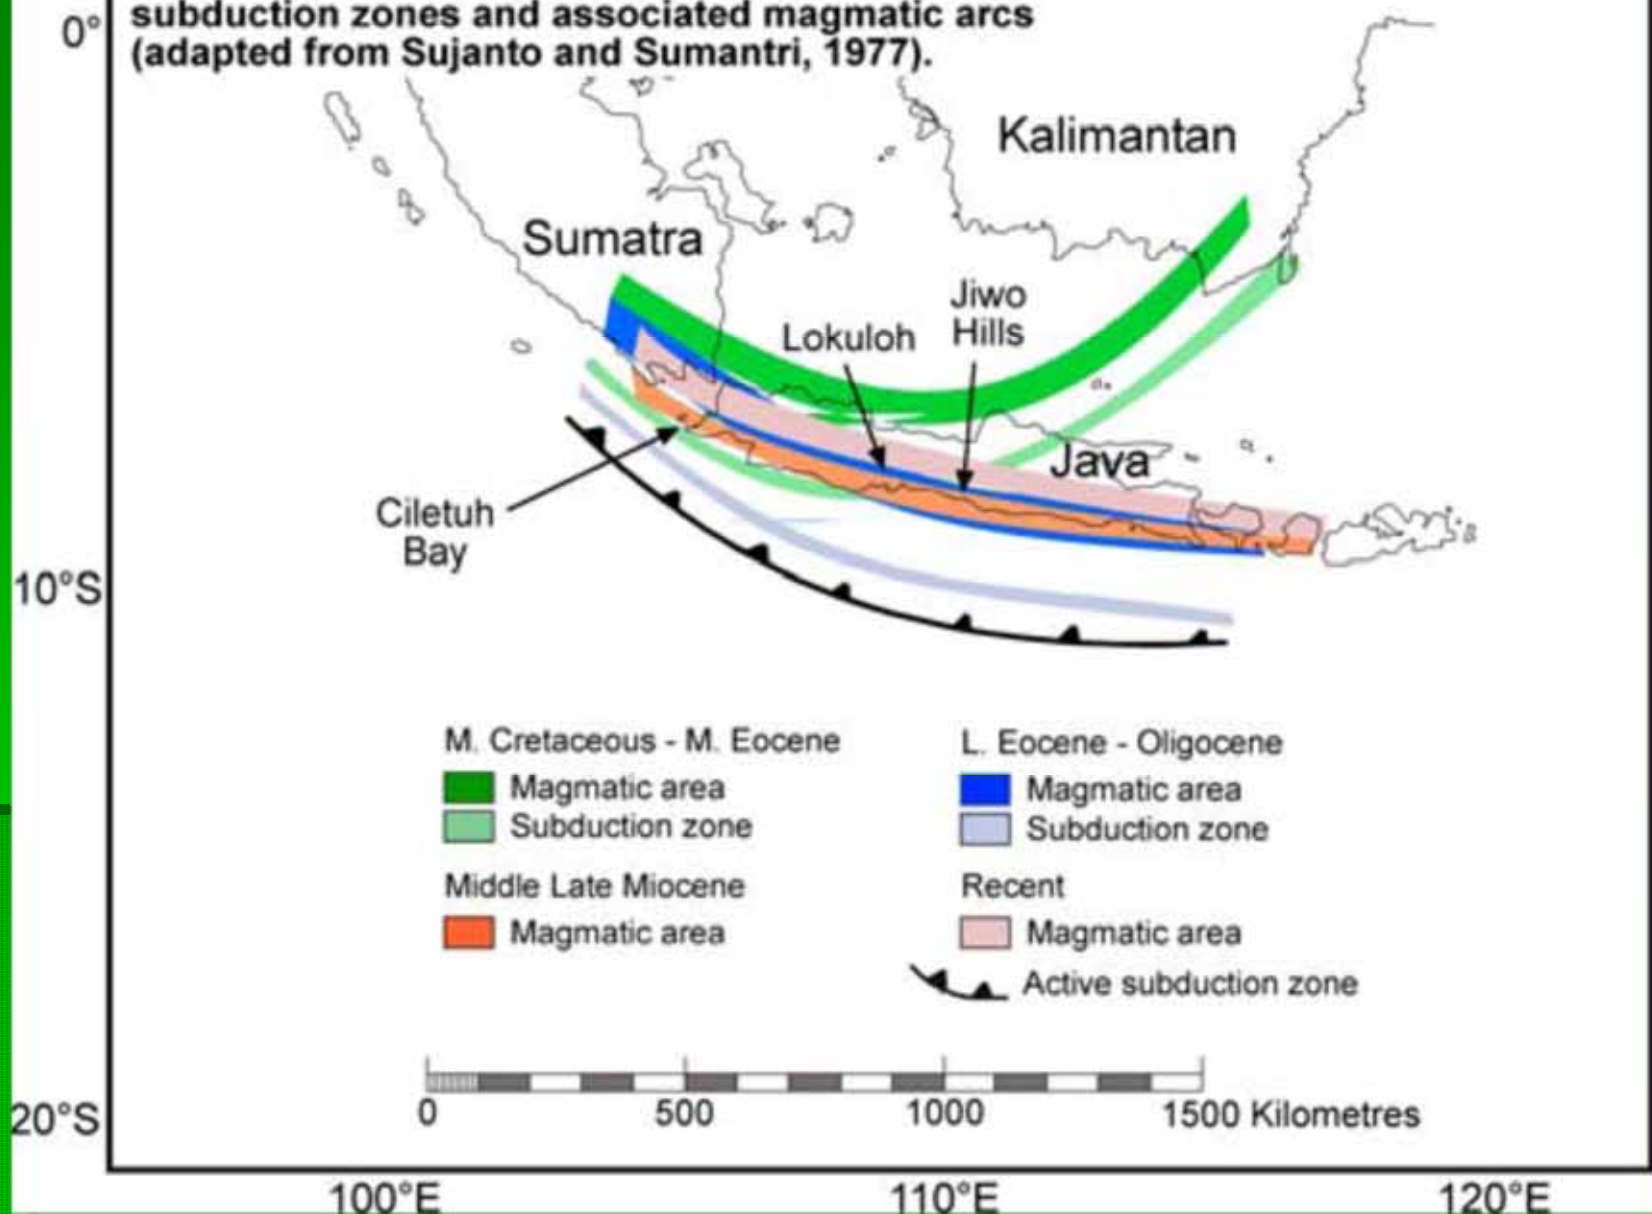 subduction zones and associated magmatic arcs
(adapted from Sujanto and Sumantri, 1977).
0°
Kalimantan
Sumatra
Jiwo
Hills
Lokuloh
Java
Ciletuh
Bay
10°S
M. Cretaceous - M. Eocene
Magmatic area
Subduction zone
L. Eocene - Oligocene
Magmatic area
Subduction zone
Middle Late Miocene
Magmatic area
Recent
Magmatic area
Active subduction zone
0 500 1000 1500 Kilometres
20°S
100°E 110°E 120°E